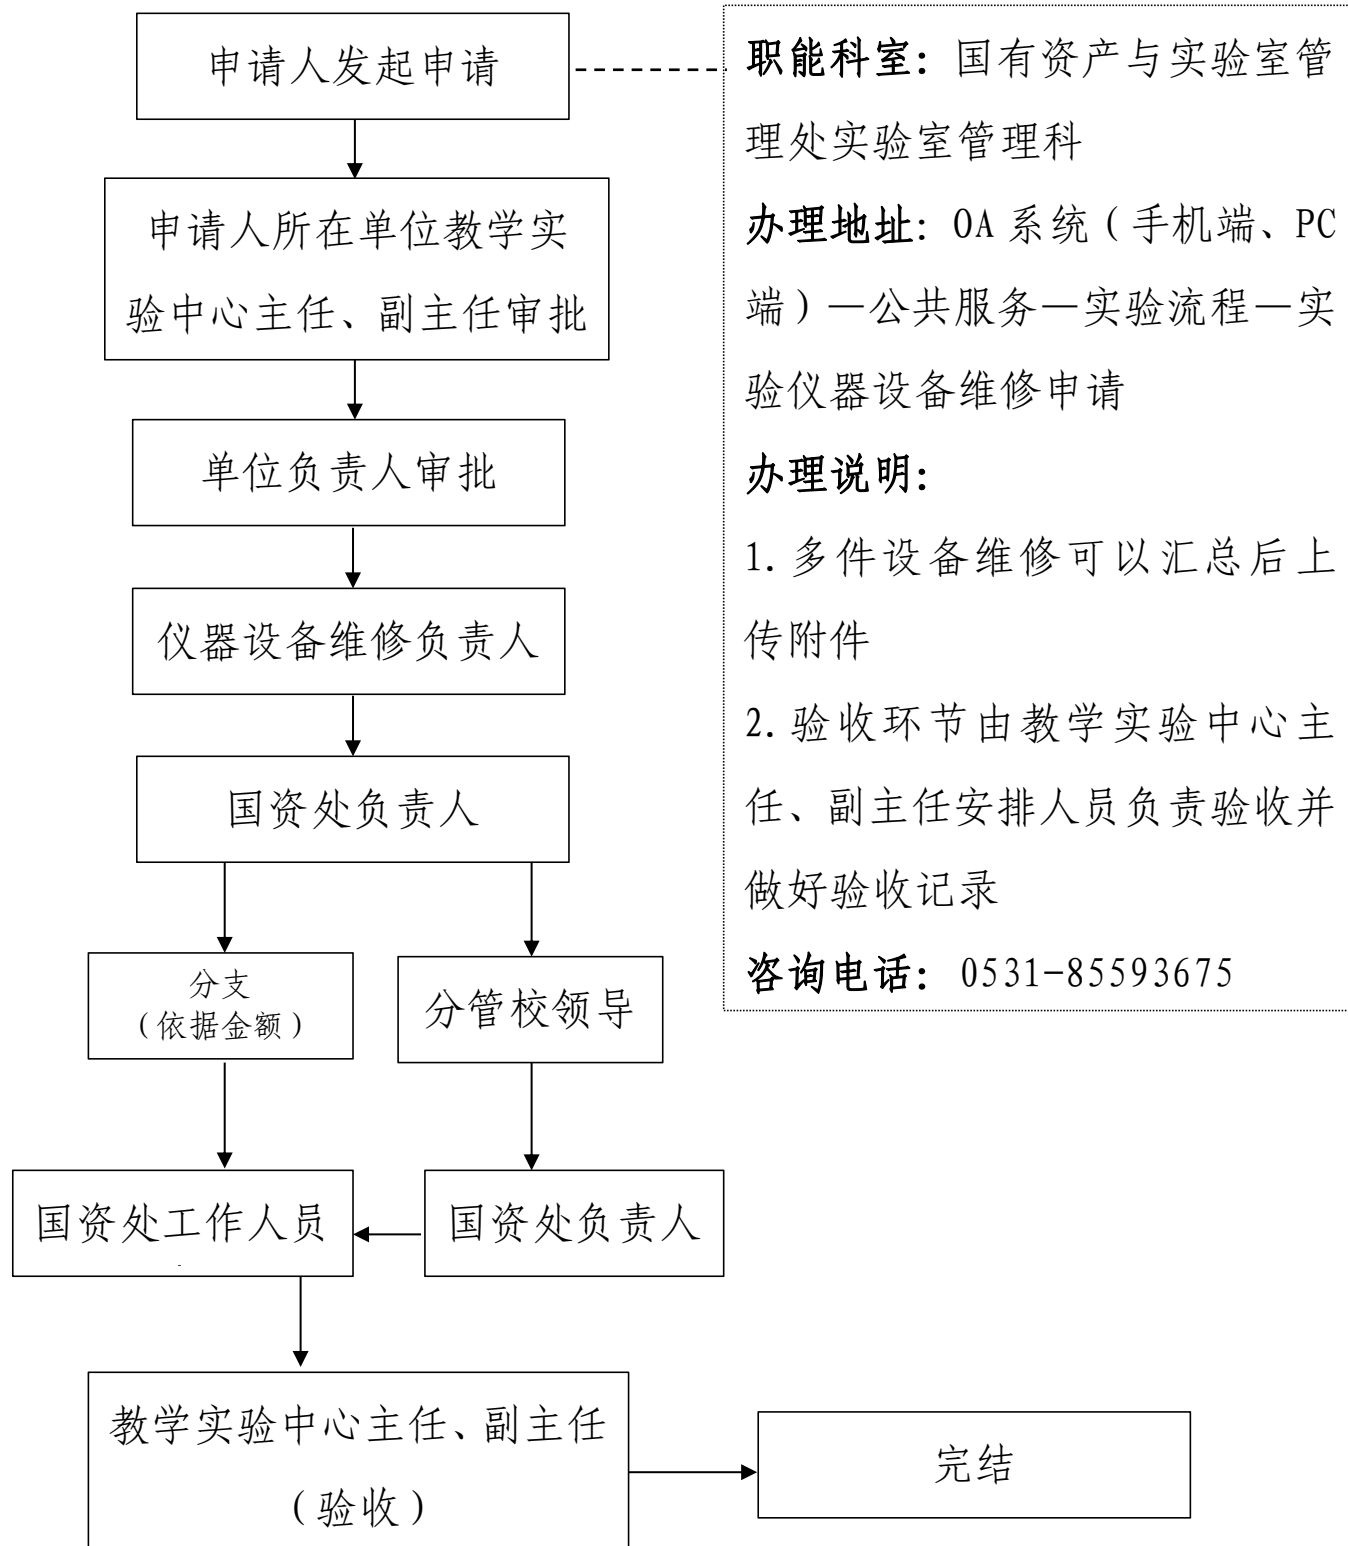 申请人发起申请
申请人所在单位教学实
验中心主任、副主任审批
单位负责人审批
仪器设备维修负责人
国资处负责人
分支
（依据金额）
分管校领导
国资处工作人员
国资处负责人
教学实验中心主任、副主任
（验收）
完结
职能科室：国有资产与实验室管
理处实验室管理科
办理地址：OA 系统（手机端、PC
端）—公共服务—实验流程—实
验仪器设备维修申请
办理说明：
1.多件设备维修可以汇总后上
传附件
2.验收环节由教学实验中心主
任、副主任安排人员负责验收并
做好验收记录
咨询电话：0531-85593675